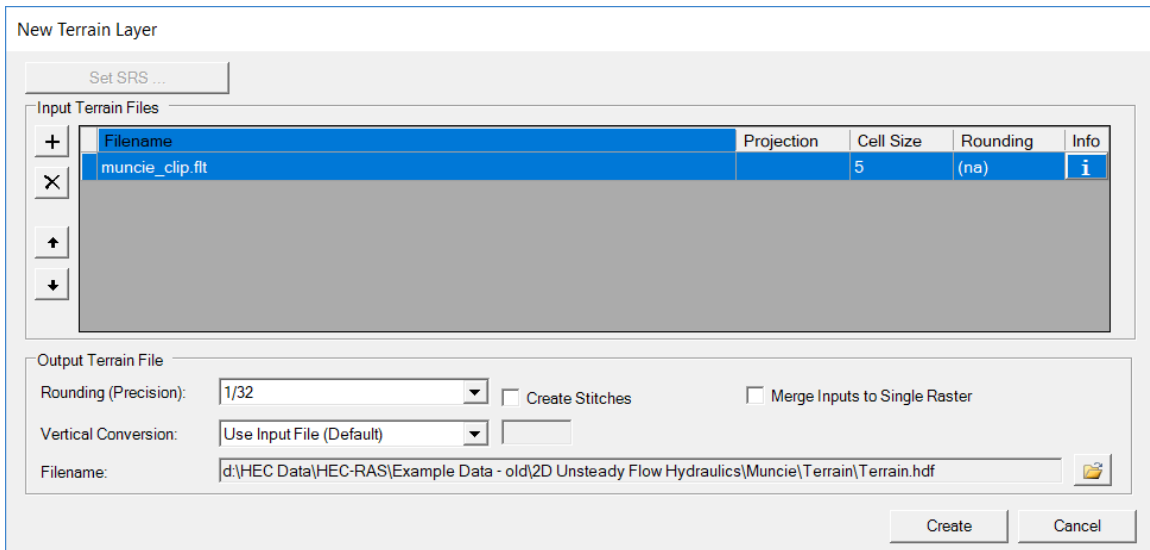 New Terrain Layer
Set SRS ...
Input Terrain Files
Filename Projection Cell Size Rounding Info
muncie_clip.flt 5 (na) i
Output Terrain File
Rounding (Precision): 1/32 Create Stitches Merge Inputs to Single Raster
Vertical Conversion: Use Input File (Default)
Filename: d:\HEC Data\HEC-RAS\Example Data - old\2D Unsteady Flow Hydraulics\Muncie\Terrain\Terrain.hdf
Create Cancel